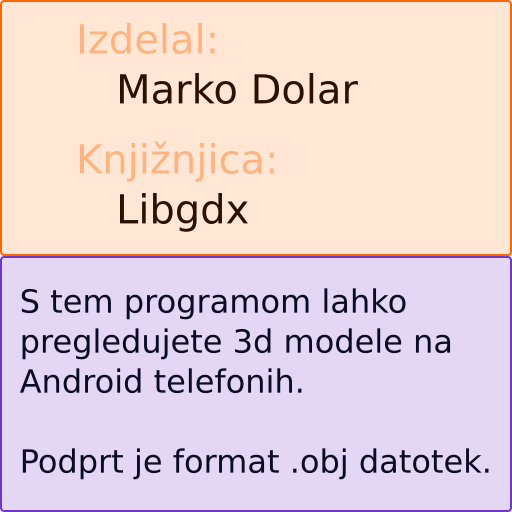 Izdelal:
Marko Dolar
Knjižnjica:
Libgdx
S tem programom lahko
pregledujete 3d modele na
Android telefonih.
Podprt je format .obj datotek.